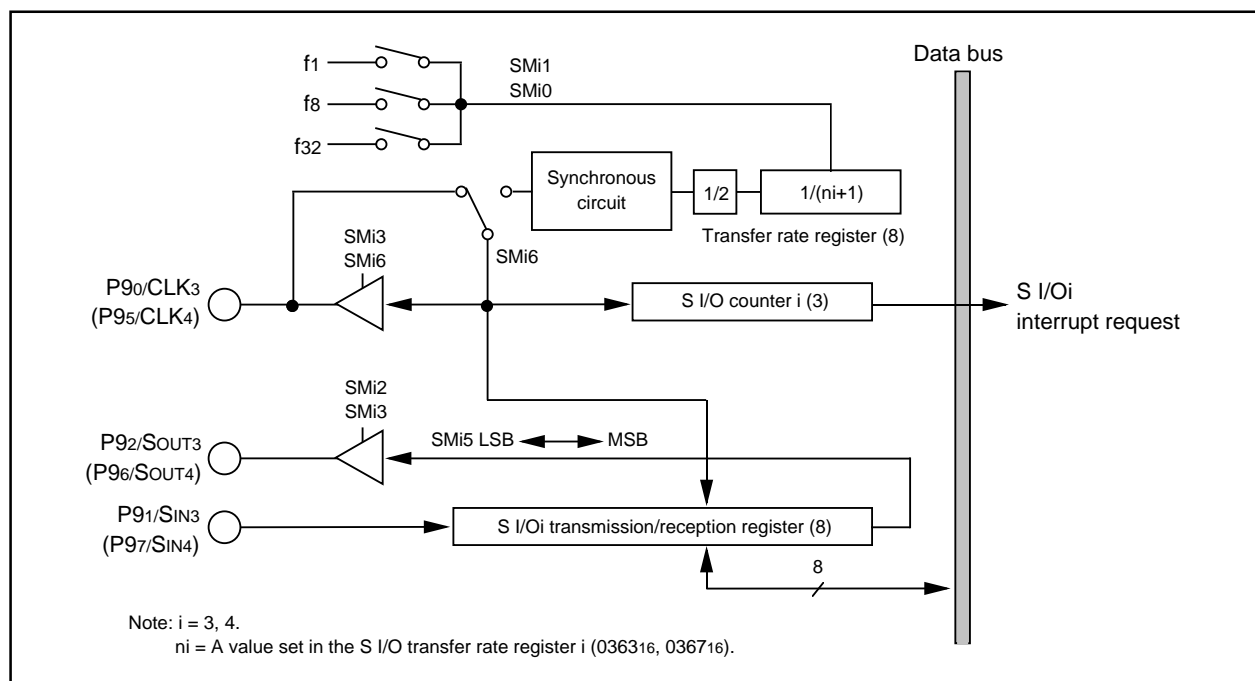 Data bus
f1
SMi1
SMi0
f8
f32
Synchronous
circuit
1/2
1/(ni+1)
Transfer rate register (8)
SMi3
SMi6
SMi6
P90/CLK3
(P95/CLK4)
S I/O counter i (3)
S I/Oi
interrupt request
SMi2
SMi3
SMi5 LSB MSB
P92/SOUT3
(P96/SOUT4)
P91/SIN3
(P97/SIN4)
S I/Oi transmission/reception register (8)
8
Note: i = 3, 4.
ni = A value set in the S I/O transfer rate register i (036316, 036716).